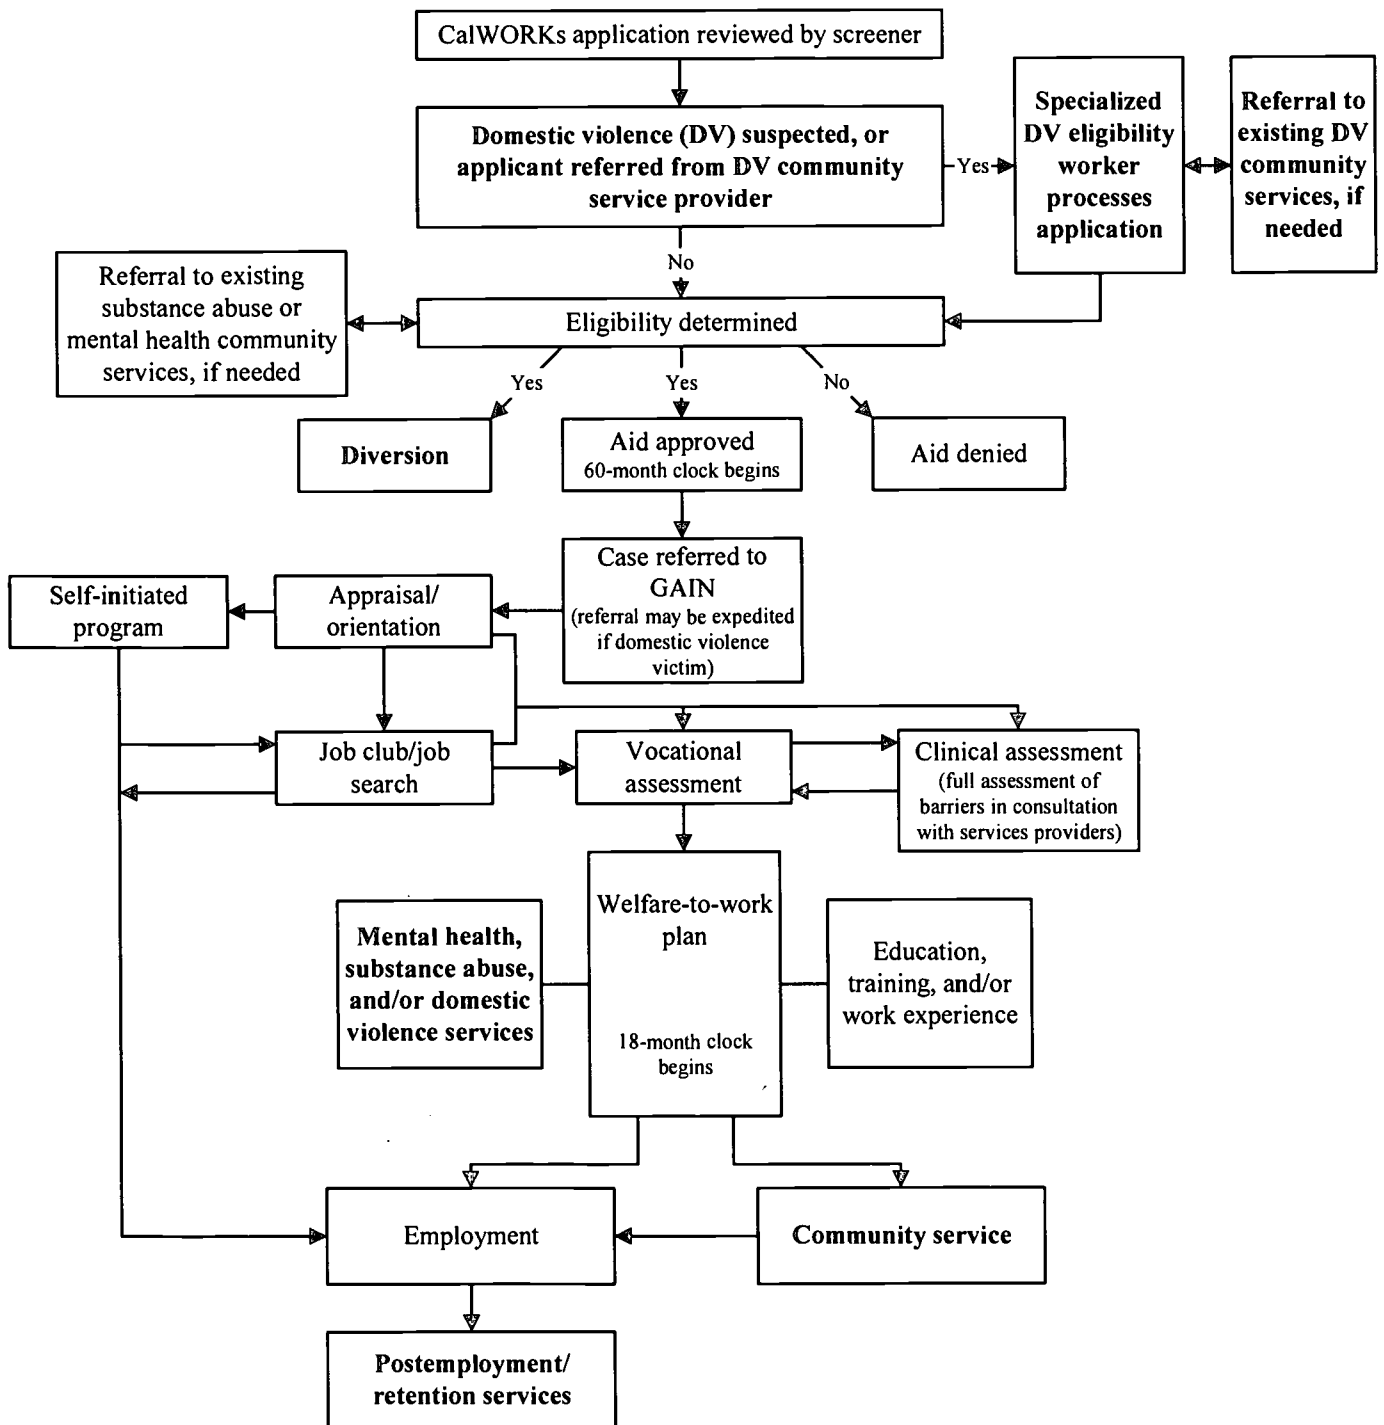 CalWORKs application reviewed by screener
Domestic violence (DV) suspected, or
applicant referred from DV community
service provider
Yes
Specialized
DV eligibility
worker
processes
application
Referral to
existing DV
community
services, if
needed
No
Referral to existing
substance abuse or
mental health community
services, if needed
Eligibility determined
Yes
Yes
No
Diversion
Aid approved
60-month clock begins
Aid denied
Case referred to
GAIN
(referral may be expedited
if domestic violence
victim)
Appraisal/
orientation
Self-initiated
program
Job club/job
search
Vocational
assessment
Clinical assessment
(full assessment of
barriers in consultation
with services providers)
Welfare-to-work
plan
18-month clock
begins
Mental health,
substance abuse,
and/or domestic
violence services
Education,
training, and/or
work experience
Employment
Community service
Postemployment/
retention services